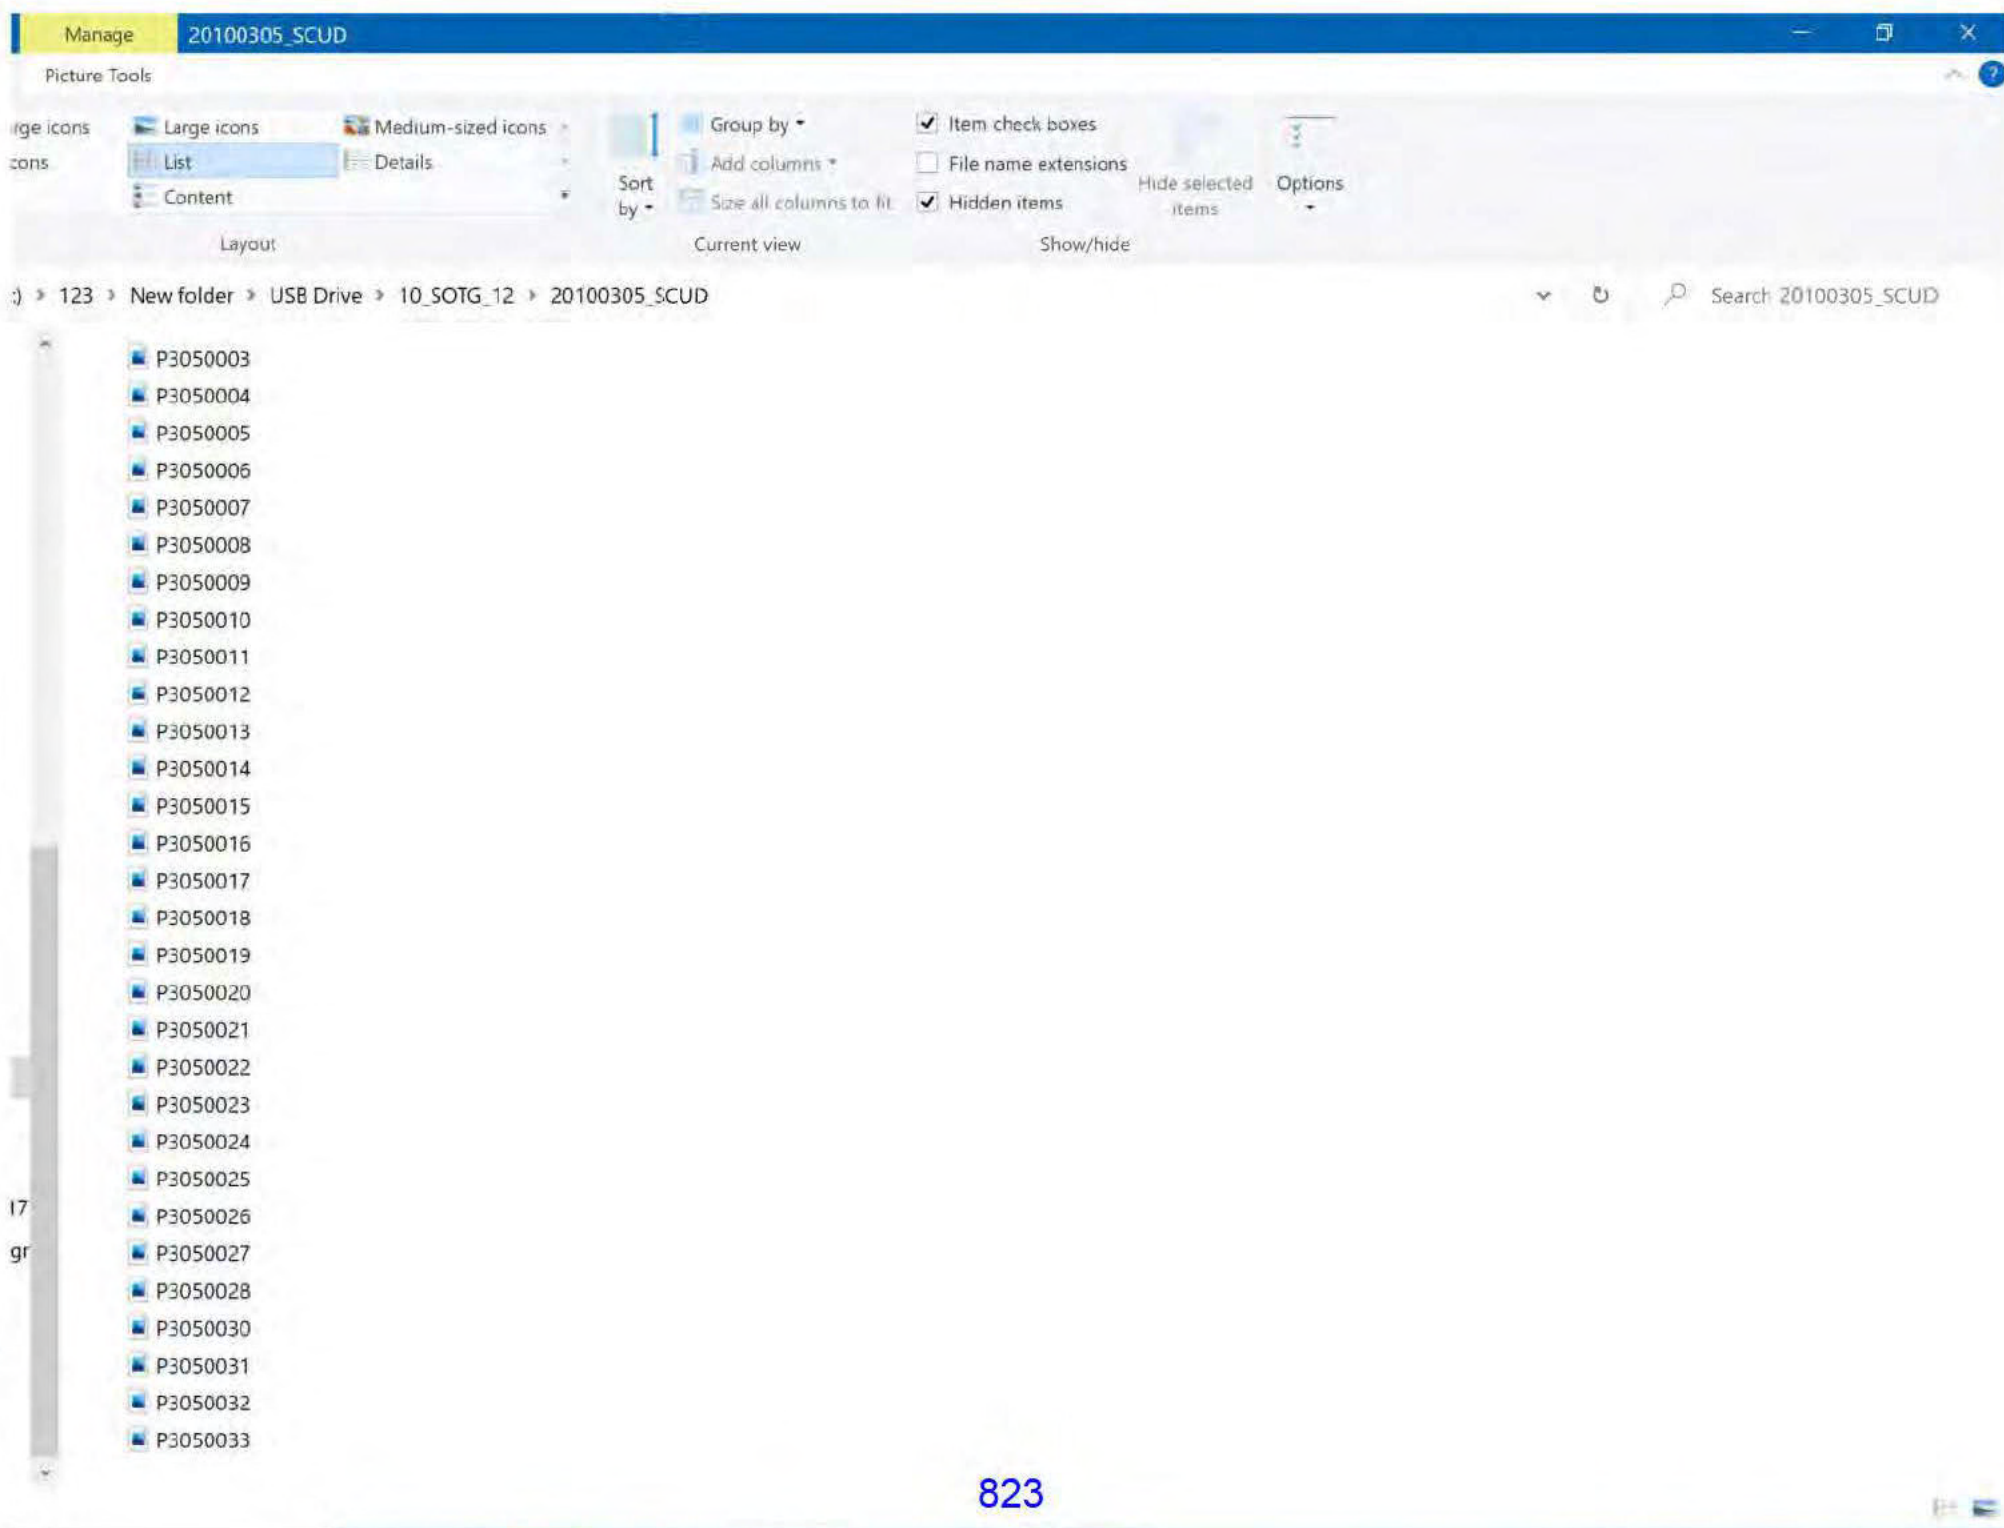 Manage 20100305_SCUD
Picture Tools
rge icons Large icons Medium-sized icons Group by Item check boxes
cons List Details Add columns File name extensions
Content Sort by Size all columns to fit Hidden items Hide selected items Options
Layout Current view Show/hide
:) > 123 > New folder > USB Drive > 10_SOTG_12 > 20100305_SCUD Search 20100305_SCUD
P3050003
P3050004
P3050005
P3050006
P3050007
P3050008
P3050009
P3050010
P3050011
P3050012
P3050013
P3050014
P3050015
P3050016
P3050017
P3050018
P3050019
P3050020
P3050021
P3050022
P3050023
P3050024
P3050025
17
P3050026
gr P3050027
P3050028
P3050030
P3050031
P3050032
P3050033
823